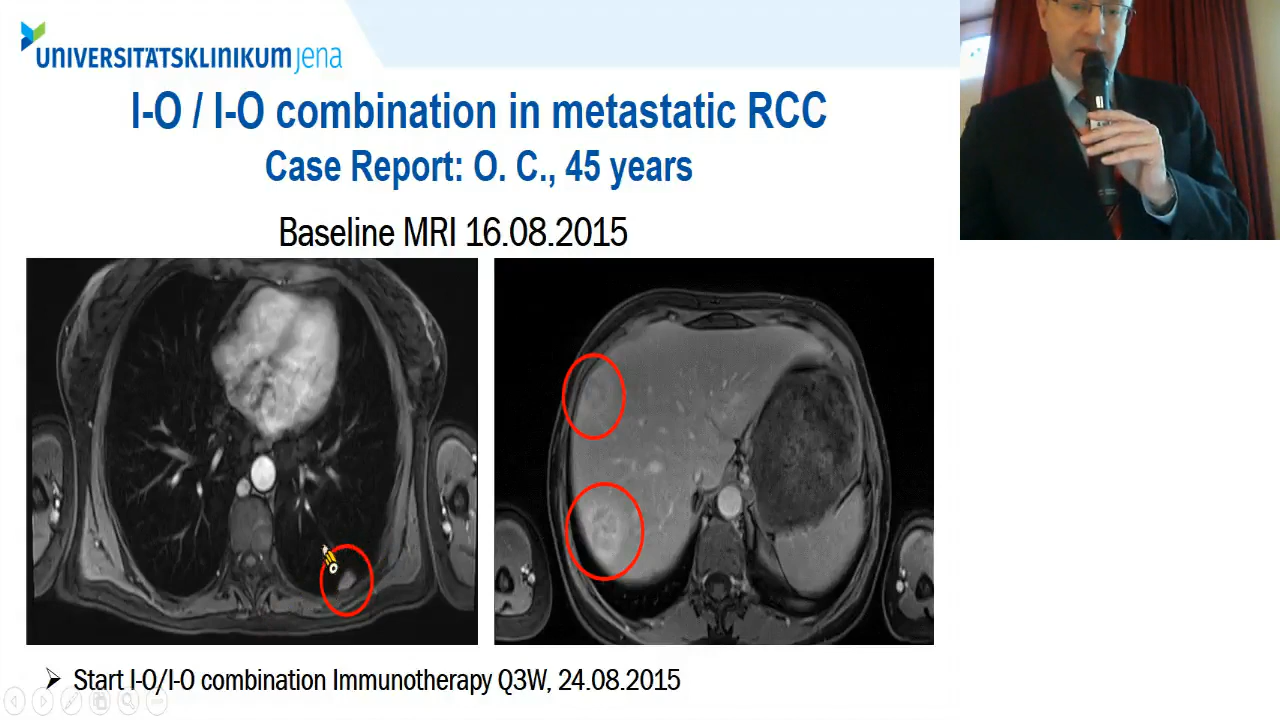 UNIVERSITÄTSKLINIKUM jena
I-O / I-O combination in metastatic RCC
Case Report: O. C., 45 years
Baseline MRI 16.08.2015
Start I-O/I-O combination Immunotherapy Q3W, 24.08.2015